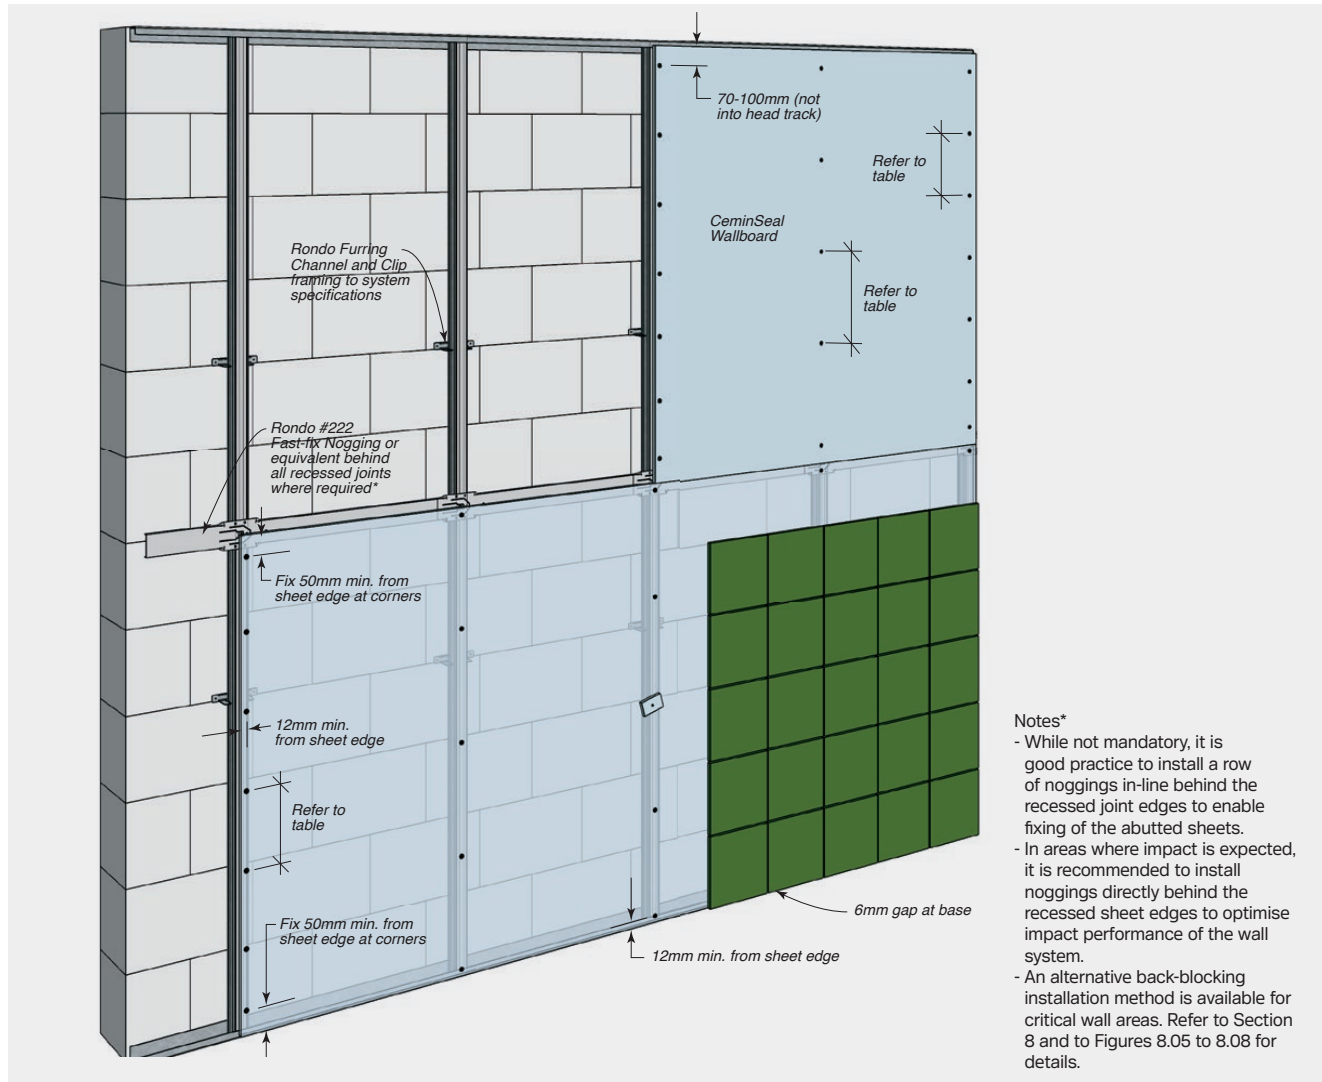 70-100mm (not
into head track)
Refer to
table
CeminSeal
Wallboard
Rondo Furring
Channel and Clip
framing to system
specifications
Refer to
table
Rondo #222
Fast-fix Nogging or
equivalent behind
all recessed joints
where required*
Fix 50mm min. from
sheet edge at corners
12mm min.
from sheet edge
Refer to
table
Fix 50mm min. from
sheet edge at corners
6mm gap at base
12mm min. from sheet edge
Notes*
- While not mandatory, it is
good practice to install a row
of noggings in-line behind the
recessed joint edges to enable
fixing of the abutted sheets.
- In areas where impact is expected,
it is recommended to install
noggings directly behind the
recessed sheet edges to optimise
impact performance of the wall
system.
- An alternative back-blocking
installation method is available for
critical wall areas. Refer to Section
8 and to Figures 8.05 to 8.08 for
details.